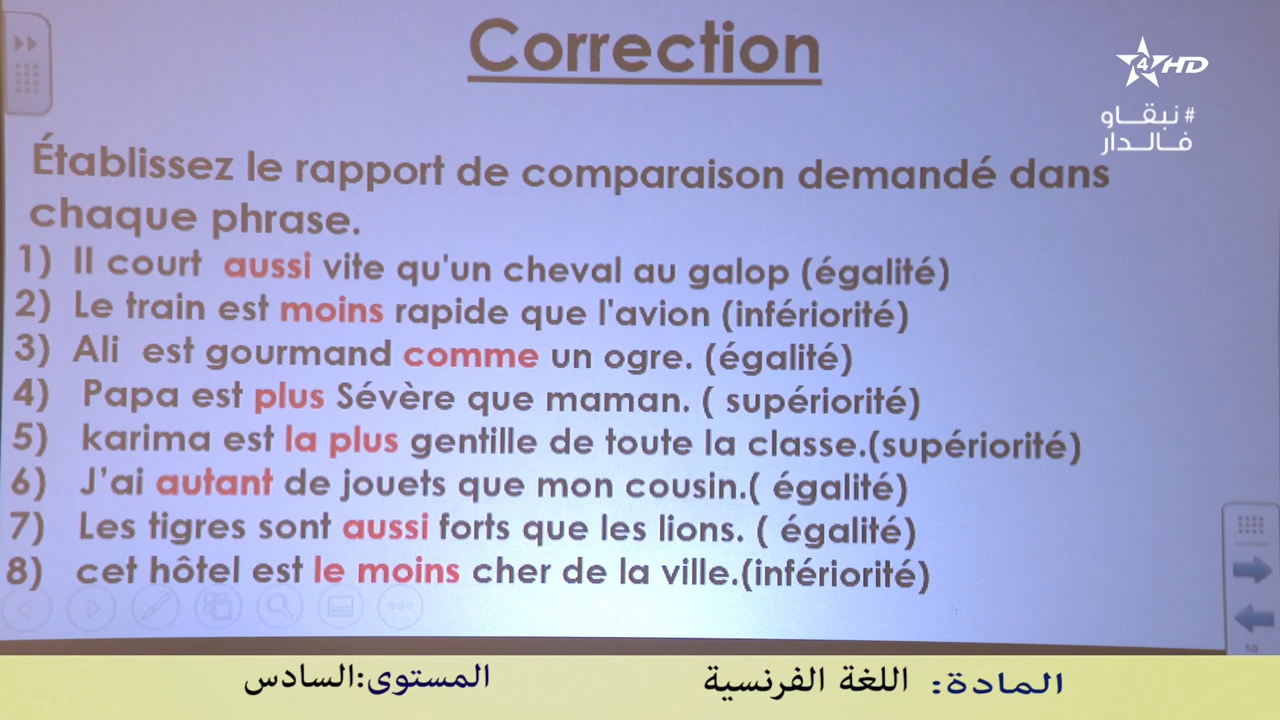 Correction
4 HD
# نبقاو
فالدار
Établissez le rapport de comparaison demandé dans
chaque phrase.
1) Il court aussi vite qu'un cheval au galop (égalité)
2) Le train est moins rapide que l'avion (infériorité)
3) Ali est gourmand comme un ogre. (égalité)
4) Papa est plus Sévère que maman. ( supériorité)
5) karima est la plus gentille de toute la classe.(supériorité)
6) J'ai autant de jouets que mon cousin.( égalité)
7) Les tigres sont aussi forts que les lions. ( égalité)
8) cet hôtel est le moins cher de la ville.(infériorité)
10
المادة: اللغة الفرنسية المستوى:السادس